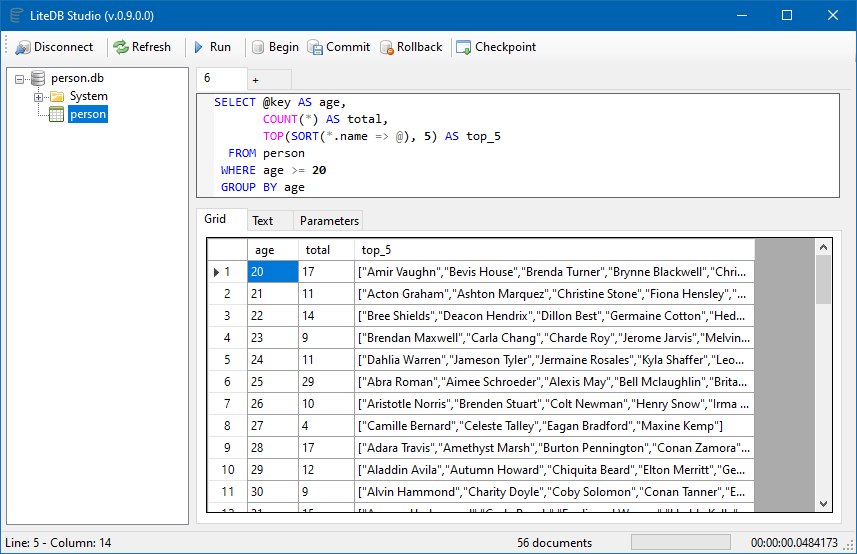 LiteDB Studio (v.0.9.0.0)
Disconnect Refresh Run Begin Commit Rollback Checkpoint
person.db
System
person
6 +
SELECT @key AS age,
COUNT(*) AS total,
TOP(SORT(*.name => @), 5) AS top_5
FROM person
WHERE age >= 20
GROUP BY age
Grid Text Parameters
age total top_5
1 20 17 ["Amir Vaughn","Bevis House","Brenda Turner","Brynne Blackwell","Chri...
2 21 11 ["Acton Graham","Ashton Marquez","Christine Stone","Fiona Hensley","...
3 22 14 ["Bree Shields","Deacon Hendrix","Dillon Best","Germaine Cotton","Hed...
4 23 9 ["Brendan Maxwell","Carla Chang","Charde Roy","Jerome Jarvis","Melvin...
5 24 11 ["Dahlia Warren","Jameson Tyler","Jermaine Rosales","Kyla Shaffer","Leo...
6 25 29 ["Abra Roman","Aimee Schroeder","Alexis May","Bell Mclaughlin","Brita...
7 26 10 ["Aristotle Norris","Brenden Stuart","Colt Newman","Henry Snow","Irma ...
8 27 4 ["Camille Bernard","Celeste Talley","Eagan Bradford","Maxine Kemp"]
9 28 17 ["Adara Travis","Amethyst Marsh","Burton Pennington","Conan Zamora"...
10 29 12 ["Aladdin Avila","Autumn Howard","Chiquita Beard","Elton Merritt","Ge...
11 30 9 ["Alvin Hammond","Charity Doyle","Coby Solomon","Conan Tanner","E...
Line: 5 - Column: 14 56 documents 00:00:00.0484173